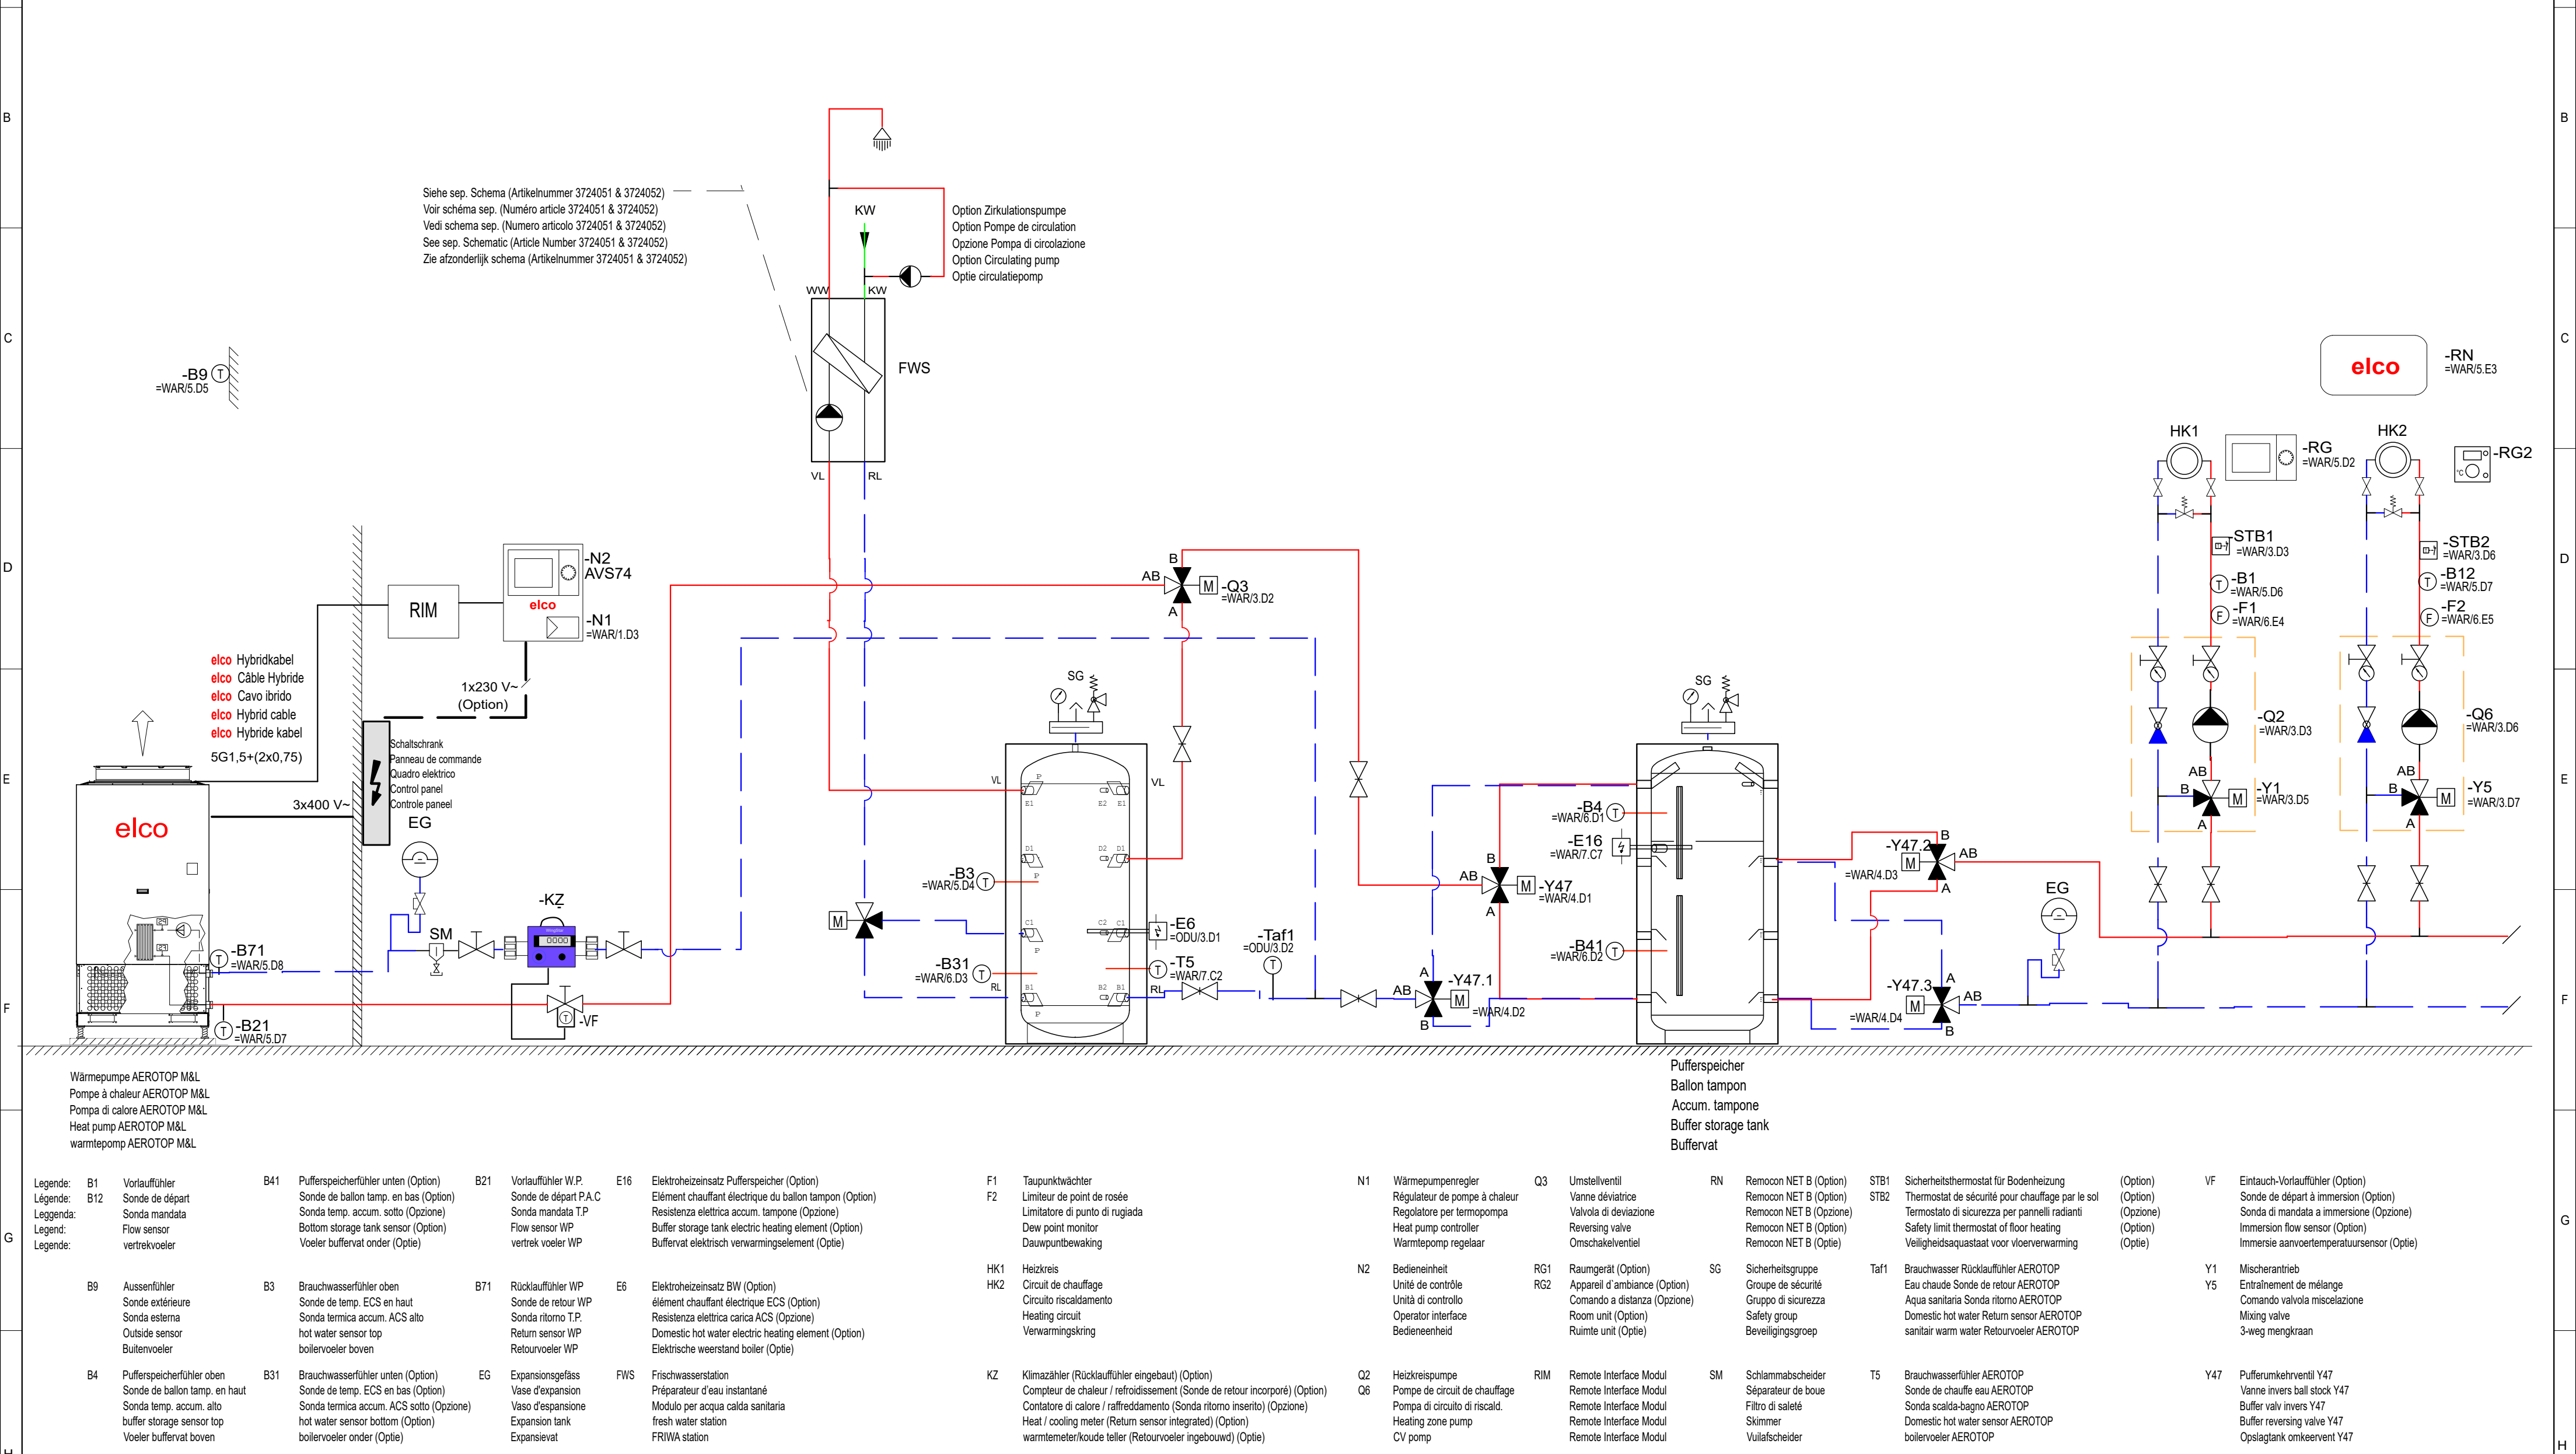 B
B
Siehe sep. Schema (Artikelnummer 3724051 & 3724052)
Voir schéma sep. (Numéro article 3724051 & 3724052)
Vedi schema sep. (Numero articolo 3724051 & 3724052)
See sep. Schematic (Article Number 3724051 & 3724052)
Zie afzonderlijk schema (Artikelnummer 3724051 & 3724052)
KW
Option Zirkulationspumpe
Option Pompe de circulation
Opzione Pompa di circolazione
Option Circulating pump
Optie circulatiepomp
WW
KW
FWS
VL
RL
C
C
-B9
T
=WAR/5.D5
elco
-RN
=WAR/5.E3
HK1
-RG
=WAR/5.D2
HK2
°C
-RG2
D
D
-N2
AVS74
elco
-N1
=WAR/1.D3
RIM
1x230 V~
(Option)
elco Hybridkabel
elco Câble Hybride
elco Cavo ibrido
elco Hybrid cable
elco Hybride kabel
5G1,5+(2x0,75)
3x400 V~
Schaltschrank
Panneau de commande
Quadro elektrico
Control panel
Controle paneel
B
AB
M
-Q3
=WAR/3.D2
A
-STB1
=WAR/3.D3
T
-B1
=WAR/5.D6
F
-F1
=WAR/6.E4
-STB2
=WAR/3.D6
T
-B12
=WAR/5.D7
F
-F2
=WAR/6.E5
-Q2
=WAR/3.D3
-Q6
=WAR/3.D6
AB
B
M
-Y1
=WAR/3.D5
A
AB
B
M
-Y5
=WAR/3.D7
A
E
E
elco
EG
SM
-KZ
0000
T
-VF
T
-B71
=WAR/5.D8
T
-B21
=WAR/5.D7
SG
VL
VL
P
E1
E2
E1
D1
D2
D1
P
C1
C2
C1
P
B1
B2
B1
P
RL
RL
-B3
=WAR/5.D4
T
-B31
=WAR/6.D3
T
M
-E6
=ODU/3.D1
T
-T5
=WAR/7.C2
-Taf1
=ODU/3.D2
T
SG
-B4
=WAR/6.D1
T
-E16
=WAR/7.C7
-B41
=WAR/6.D2
T
B
AB
M
-Y47
=WAR/4.D1
A
A
AB
M
-Y47.1
=WAR/4.D2
B
-Y47.2
B
AB
M
=WAR/4.D3
A
-Y47.3
A
AB
M
=WAR/4.D4
B
EG
F
F
Wärmepumpe AEROTOP M&L
Pompe à chaleur AEROTOP M&L
Pompa di calore AEROTOP M&L
Heat pump AEROTOP M&L
warmtepomp AEROTOP M&L
Pufferspeicher
Ballon tampon
Accum. tampone
Buffer storage tank
Buffervat
G
G
Legende:
Légende:
Leggenda:
Legend:
Legende:
B1
B12
Vorlauffühler
Sonde de départ
Sonda mandata
Flow sensor
vertrekvoeler
B41
Pufferspeicherfühler unten (Option)
Sonde de ballon tamp. en bas (Option)
Sonda temp. accum. sotto (Opzione)
Bottom storage tank sensor (Option)
Voeler buffervat onder (Optie)
B21
Vorlauffühler W.P.
Sonde de départ P.A.C
Sonda mandata T.P
Flow sensor WP
vertrek voeler WP
E16
Elektroheizeinsatz Pufferspeicher (Option)
Elément chauffant électrique du ballon tampon (Option)
Resistenza elettrica accum. tampone (Opzione)
Buffer storage tank electric heating element (Option)
Buffervat elektrisch verwarmingselement (Optie)
F1
F2
Taupunktwächter
Limiteur de point de rosée
Limitatore di punto di rugiada
Dew point monitor
Dauwpuntbewaking
N1
Wärmepumpenregler
Régulateur de pompe à chaleur
Regolatore per termopompa
Heat pump controller
Warmtepomp regelaar
Q3
Umstellventil
Vanne déviatrice
Valvola di deviazione
Reversing valve
Omschakelventiel
RN
Remocon NET B (Option)
Remocon NET B (Option)
Remocon NET B (Opzione)
Remocon NET B (Option)
Remocon NET B (Optie)
STB1
STB2
Sicherheitsthermostat für Bodenheizung (Option)
Thermostat de sécurité pour chauffage par le sol (Option)
Termostato di sicurezza per pannelli radianti (Opzione)
Safety limit thermostat of floor heating (Option)
Veiligheidsaquastaat voor vloerverwarming (Optie)
VF
Eintauch-Vorlauffühler (Option)
Sonde de départ à immersion (Option)
Sonda di mandata a immersione (Opzione)
Immersion flow sensor (Option)
Immersie aanvoertemperatuursensor (Optie)
B9
Aussenfühler
Sonde extérieure
Sonda esterna
Outside sensor
Buitenvoeler
B3
Brauchwasserfühler oben
Sonde de temp. ECS en haut
Sonda termica accum. ACS alto
hot water sensor top
boilervoeler boven
B71
Rücklauffühler WP
Sonde de retour WP
Sonda ritorno T.P.
Return sensor WP
Retourvoeler WP
E6
Elektroheizeinsatz BW (Option)
élément chauffant électrique ECS (Option)
Resistenza elettrica carica ACS (Opzione)
Domestic hot water electric heating element (Option)
Elektrische weerstand boiler (Optie)
HK1
HK2
Heizkreis
Circuit de chauffage
Circuito riscaldamento
Heating circuit
Verwarmingskring
N2
Bedieneinheit
Unité de contrôle
Unità di controllo
Operator interface
Bedieneenheid
RG1
RG2
Raumgerät (Option)
Appareil d`ambiance (Option)
Comando a distanza (Opzione)
Room unit (Option)
Ruimte unit (Optie)
SG
Sicherheitsgruppe
Groupe de sécurité
Gruppo di sicurezza
Safety group
Beveiligingsgroep
Taf1
Brauchwasser Rücklauffühler AEROTOP
Eau chaude Sonde de retour AEROTOP
Aqua sanitaria Sonda ritorno AEROTOP
Domestic hot water Return sensor AEROTOP
sanitair warm water Retourvoeler AEROTOP
Y1
Y5
Mischerantrieb
Entraînement de mélange
Comando valvola miscelazione
Mixing valve
3-weg mengkraan
B4
Pufferspeicherfühler oben
Sonde de ballon tamp. en haut
Sonda temp. accum. alto
buffer storage sensor top
Voeler buffervat boven
B31
Brauchwasserfühler unten (Option)
Sonde de temp. ECS en bas (Option)
Sonda termica accum. ACS sotto (Opzione)
hot water sensor bottom (Option)
boilervoeler onder (Optie)
EG
Expansionsgefäss
Vase d'expansion
Vaso d'espansione
Expansion tank
Expansievat
FWS
Frischwasserstation
Préparateur d'eau instantané
Modulo per acqua calda sanitaria
fresh water station
FRIWA station
KZ
Klimazähler (Rücklauffühler eingebaut) (Option)
Compteur de chaleur / refroidissement (Sonde de retour incorporé) (Option)
Contatore di calore / raffreddamento (Sonda ritorno inserito) (Opzione)
Heat / cooling meter (Return sensor integrated) (Option)
warmtemeter/koude teller (Retourvoeler ingebouwd) (Optie)
Q2
Q6
Heizkreispumpe
Pompe de circuit de chauffage
Pompa di circuito di riscald.
Heating zone pump
CV pomp
RIM
Remote Interface Modul
Remote Interface Modul
Remote Interface Modul
Remote Interface Modul
Remote Interface Modul
SM
Schlammabscheider
Séparateur de boue
Filtro di saleté
Skimmer
Vuilafscheider
T5
Brauchwasserfühler AEROTOP
Sonde de chauffe eau AEROTOP
Sonda scalda-bagno AEROTOP
Domestic hot water sensor AEROTOP
boilervoeler AEROTOP
Y47
Pufferumkehrventil Y47
Vanne invers ball stock Y47
Buffer valv invers Y47
Buffer reversing valve Y47
Opslagtank omkeervent Y47
H
H